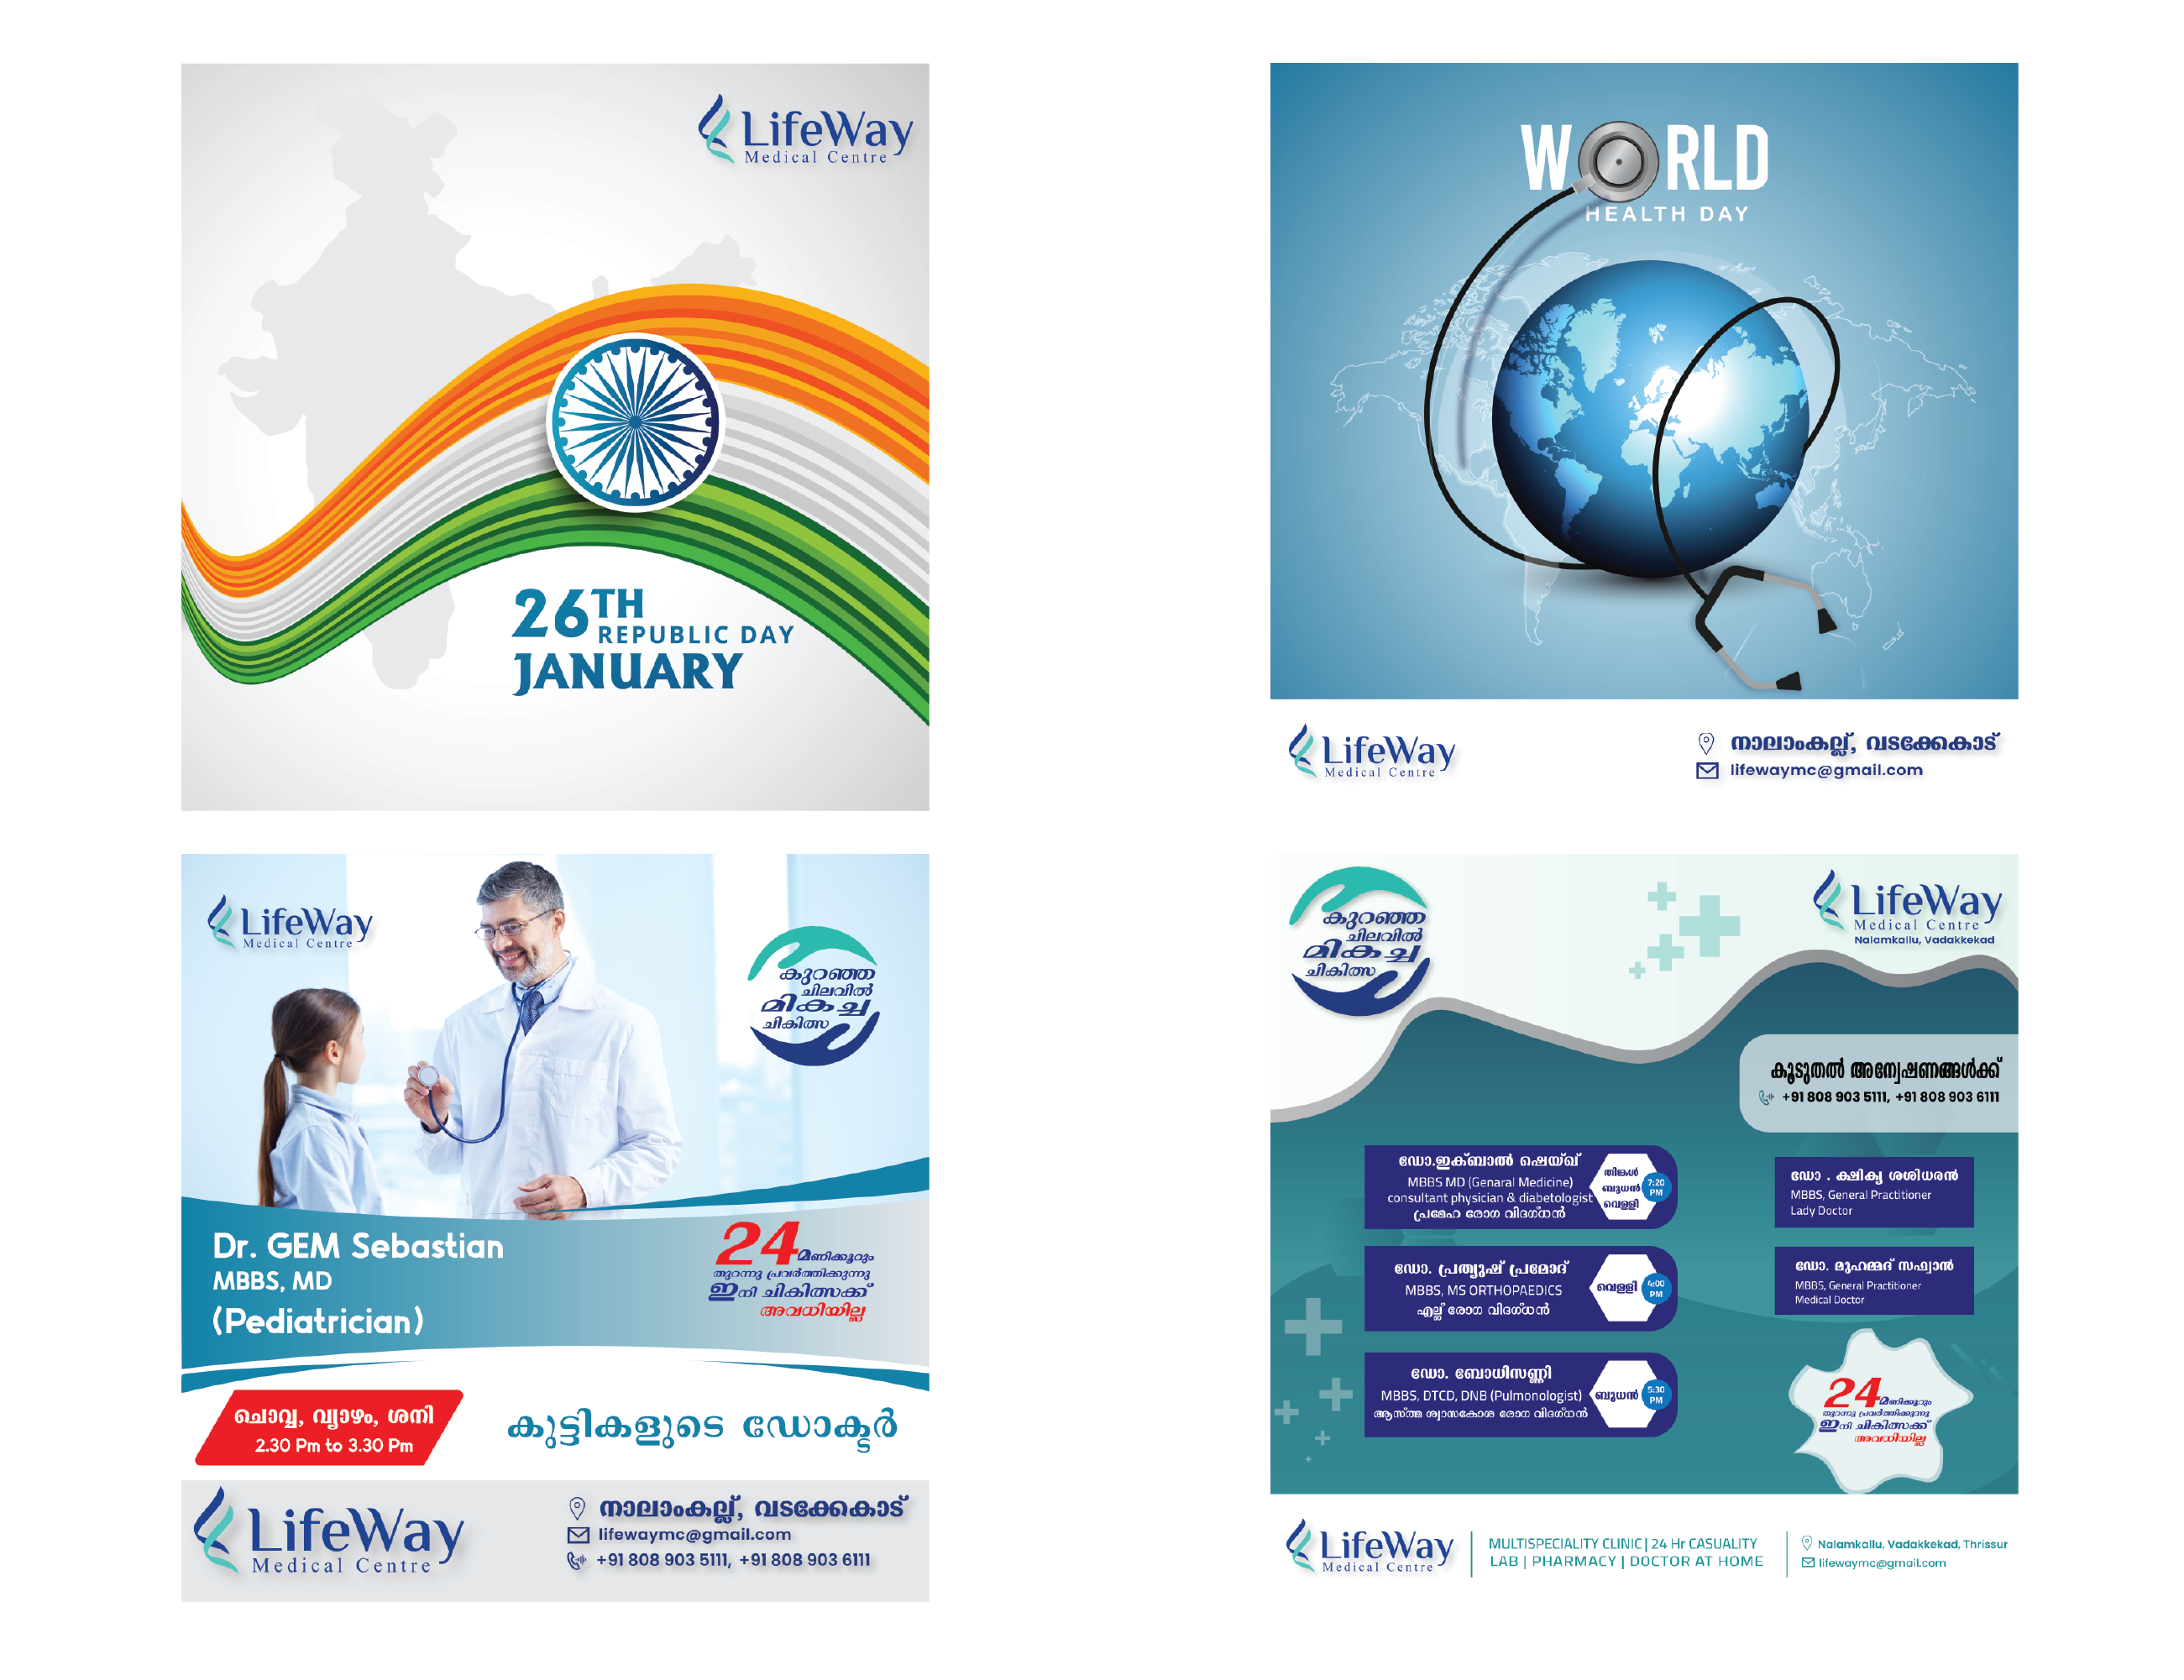 LifeWay
Medical Centre
26TH
REPUBLIC DAY
JANUARY
WORLD
HEALTH DAY
LifeWay
Medical Centre
നാലാംകല്ല്, വടക്കേകാട്
lifewaymc@gmail.com
LifeWay
Medical Centre
കുറഞ്ഞ
ചിലവിൽ
മികച്ച
ചികിത്സ
Dr. GEM Sebastian
MBBS, MD
(Pediatrician)
24 മണിക്കൂറും
തുറന്നു പ്രവർത്തിക്കുന്നു
ഇനി ചികിത്സക്ക്
അവധിയില്ല
ചൊവ്വ, വ്യാഴം, ശനി
2.30 Pm to 3.30 Pm
കുട്ടികളുടെ ഡോക്ടർ
LifeWay
Medical Centre
നാലാംകല്ല്, വടക്കേകാട്
lifewaymc@gmail.com
+91 808 903 5111, +91 808 903 6111
കുറഞ്ഞ
ചിലവിൽ
മികച്ച
ചികിത്സ
LifeWay
Medical Centre
Nalamkallu, Vadakkekad
കൂടുതൽ അന്വേഷണങ്ങൾക്ക്
+91 808 903 5111, +91 808 903 6111
ഡോ.ഇക്ബാൽ ഷെയ്ഖ്
MBBS MD (Genaral Medicine)
consultant physician & diabetologist
പ്രമേഹ രോഗ വിദഗ്ദൻ
തിങ്കൾ
ബുധൻ
വെള്ളി
7:20
PM
ഡോ. പ്രത്യുഷ് പ്രമോദ്
MBBS, MS ORTHOPAEDICS
എല്ല് രോഗ വിദഗ്ദൻ
വെള്ളി
4:00
PM
ഡോ. ബോധിസണ്ണി
MBBS, DTCD, DNB (Pulmonologist)
ആസ്ത്മ ശ്വാസകോശ രോഗ വിദഗ്ദൻ
ബുധൻ
5:30
PM
ഡോ . ക്ഷിക്യ ശശിധരൻ
MBBS, General Practitioner
Lady Doctor
ഡോ. മുഹമ്മദ് സഫ്വാൻ
MBBS, General Practitioner
Medical Doctor
24 മണിക്കൂറും
തുറന്നു പ്രവർത്തിക്കുന്നു
ഇനി ചികിത്സക്ക്
അവധിയില്ല
LifeWay
Medical Centre
MULTISPECIALITY CLINIC | 24 Hr CASUALITY
LAB | PHARMACY | DOCTOR AT HOME
Nalamkallu, Vadakkekad, Thrissur
lifewaymc@gmail.com